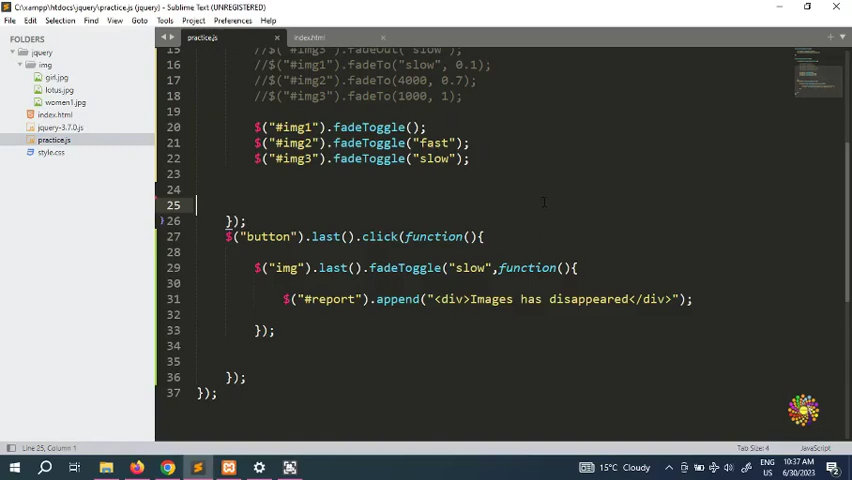 C:\xampp\htdocs\jquery\practice.js (jquery) - Sublime Text (UNREGISTERED)
File Edit Selection Find View Goto Tools Project Preferences Help
FOLDERS
jquery
img
girl.jpg
lotus.jpg
women1.jpg
index.html
jquery-3.7.0.js
practice.js
style.css
practice.js index.html
15 //$("#img3").fadeOut("slow");
16 //$("#img1").fadeTo("slow", 0.1);
17 //$("#img2").fadeTo(4000, 0.7);
18 //$("#img3").fadeTo(1000, 1);
19
20 $("#img1").fadeToggle();
21 $("#img2").fadeToggle("fast");
22 $("#img3").fadeToggle("slow");
23
24
25
26 });
27 $("button").last().click(function(){
28
29 $("img").last().fadeToggle("slow",function(){
30
31 $("#report").append("<div>Images has disappeared</div>");
32
33 });
34
35
36 });
37 });
Line 25, Column 1 Tab Size: 4 JavaScript
15°C Cloudy ENG US 10:37 AM 6/30/2023 2